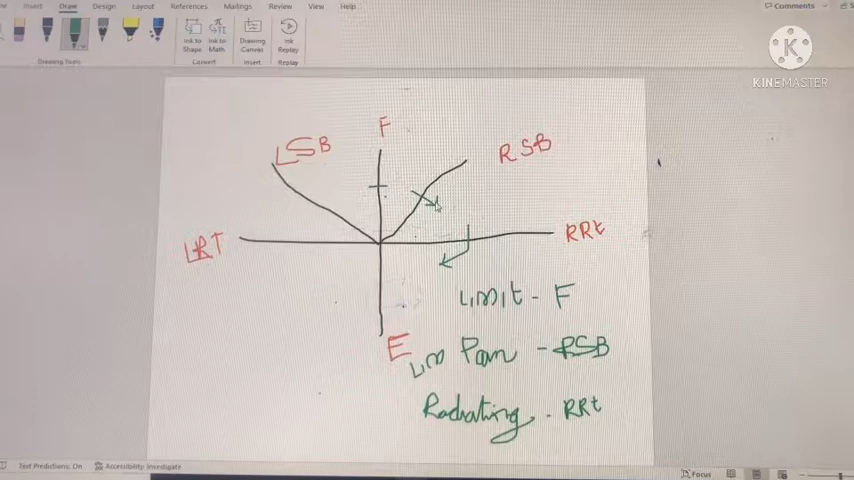 Insert Draw Design Layout References Mailings Review View Help
Comments
Ink to Shape
Ink to Math
Drawing Canvas
Ink Replay
Drawing Tools
Convert
Insert
Replay
K
KINEMASTER
F
LSB
RSB
LRT
RRt
Limit - F
E
Lim Pain - RSB
Radiating - RRt
Text Predictions: On
Accessibility: Investigate
Focus